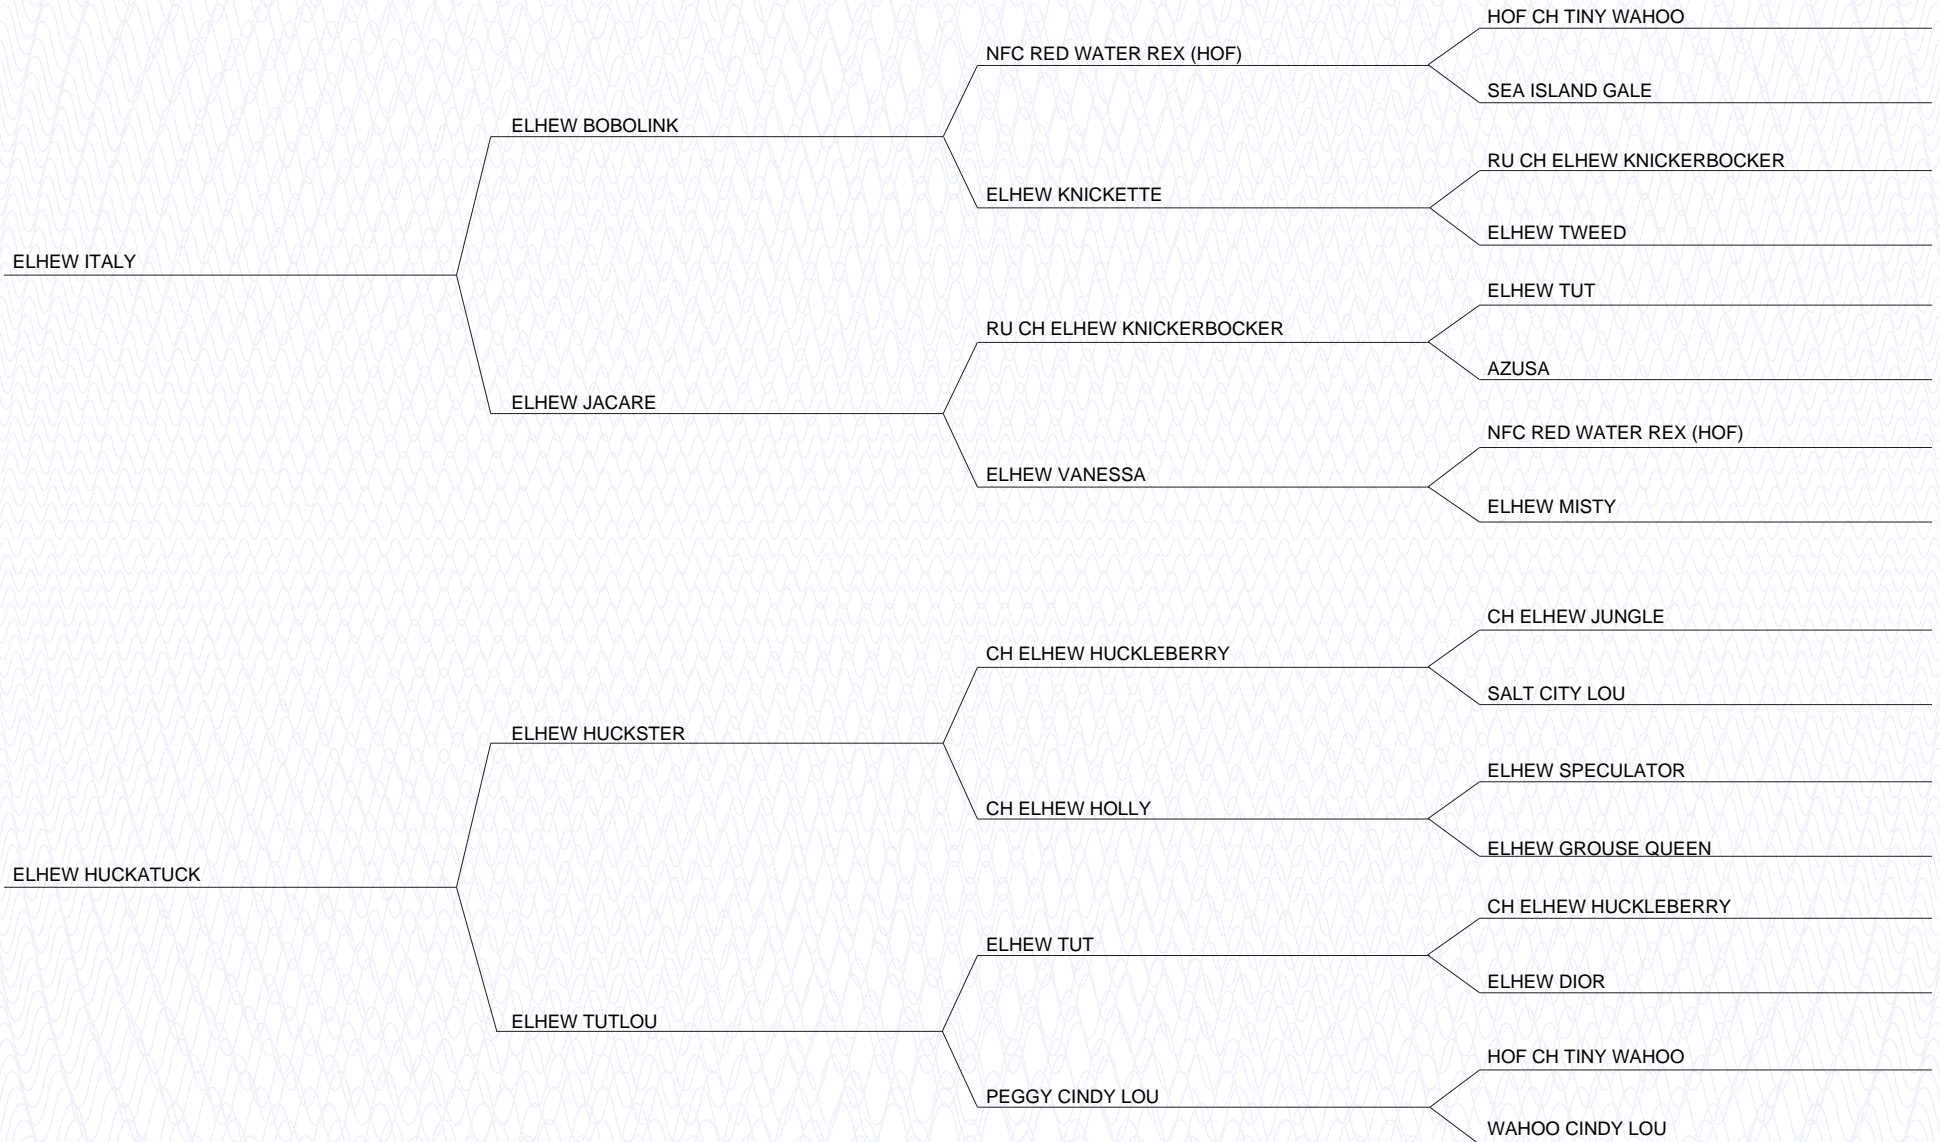 HOF CH TINY WAHOO
NFC RED WATER REX (HOF)
SEA ISLAND GALE
ELHEW BOBOLINK
RU CH ELHEW KNICKERBOCKER
ELHEW KNICKETTE
ELHEW TWEED
ELHEW ITALY
ELHEW TUT
RU CH ELHEW KNICKERBOCKER
AZUSA
ELHEW JACARE
NFC RED WATER REX (HOF)
ELHEW VANESSA
ELHEW MISTY
CH ELHEW JUNGLE
CH ELHEW HUCKLEBERRY
SALT CITY LOU
ELHEW HUCKSTER
ELHEW SPECULATOR
CH ELHEW HOLLY
ELHEW GROUSE QUEEN
ELHEW HUCKATUCK
CH ELHEW HUCKLEBERRY
ELHEW TUT
ELHEW DIOR
ELHEW TUTLOU
HOF CH TINY WAHOO
PEGGY CINDY LOU
WAHOO CINDY LOU